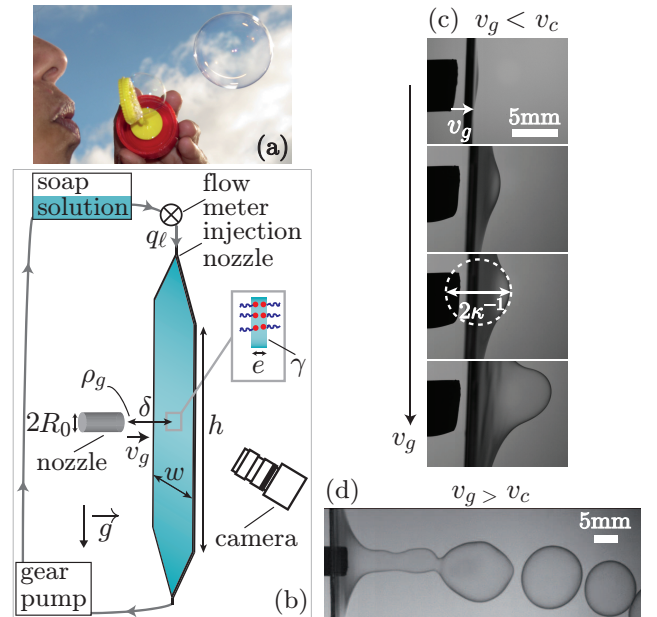 (a)
soap
solution
flow
meter
injection
nozzle
qℓ
ρg
δ
2R₀
nozzle
vg
w
h
e
γ
g
camera
gear
pump
(b)
(c) vg < vc
vg
5mm
2κ⁻¹
vg
(d) vg > vc
5mm